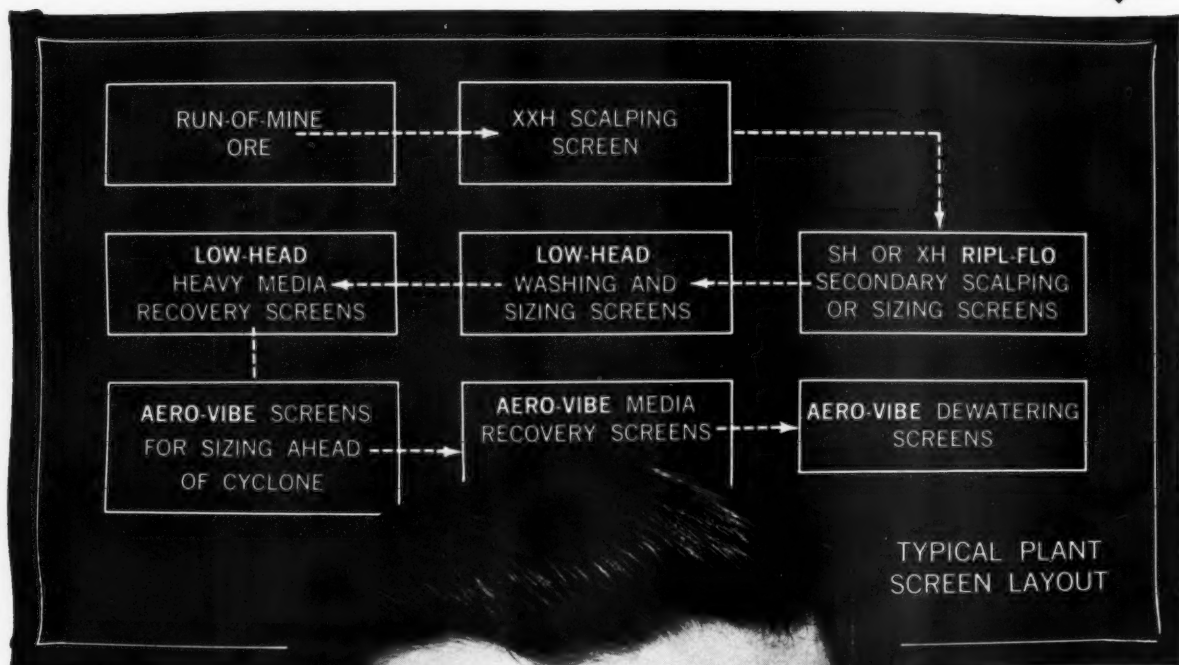 RUN-OF-MINE
ORE
XXH SCALPING
SCREEN
SH OR XH RIPL-FLO
SECONDARY SCALPING
OR SIZING SCREENS
LOW-HEAD
WASHING AND
SIZING SCREENS
LOW-HEAD
HEAVY MEDIA
RECOVERY SCREENS
AERO-VIBE SCREENS
FOR SIZING AHEAD
OF CYCLONE
AERO-VIBE MEDIA
RECOVERY SCREENS
AERO-VIBE DEWATERING
SCREENS
TYPICAL PLANT
SCREEN LAYOUT